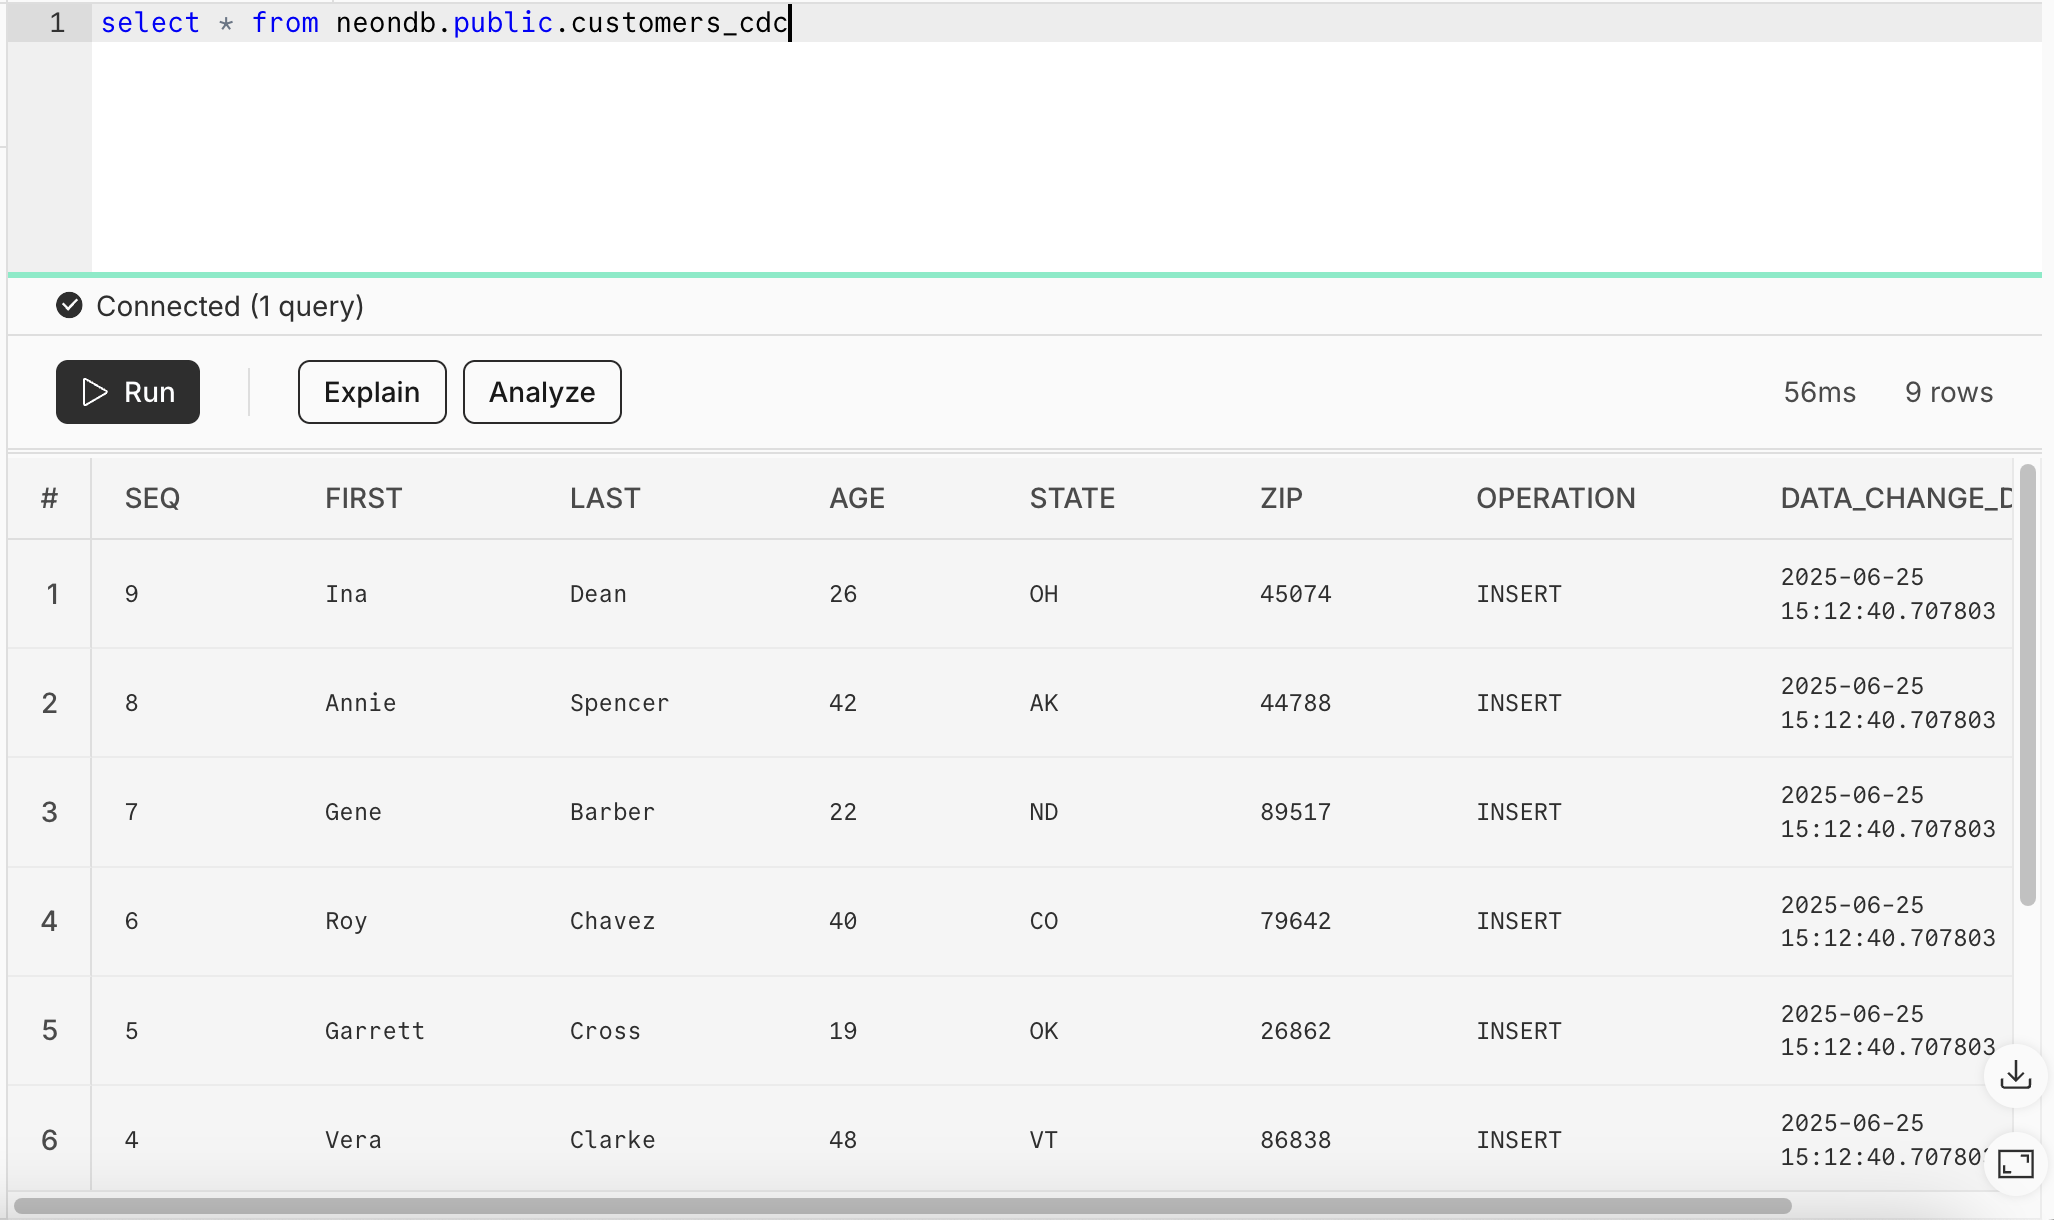 1 select * from neondb.public.customers_cdc
Connected (1 query)
Run Explain Analyze 56ms 9 rows
# SEQ FIRST LAST AGE STATE ZIP OPERATION DATA_CHANGE_D
1 9 Ina Dean 26 OH 45074 INSERT 2025-06-25
15:12:40.707803
2 8 Annie Spencer 42 AK 44788 INSERT 2025-06-25
15:12:40.707803
3 7 Gene Barber 22 ND 89517 INSERT 2025-06-25
15:12:40.707803
4 6 Roy Chavez 40 CO 79642 INSERT 2025-06-25
15:12:40.707803
5 5 Garrett Cross 19 OK 26862 INSERT 2025-06-25
15:12:40.707803
6 4 Vera Clarke 48 VT 86838 INSERT 2025-06-25
15:12:40.70780